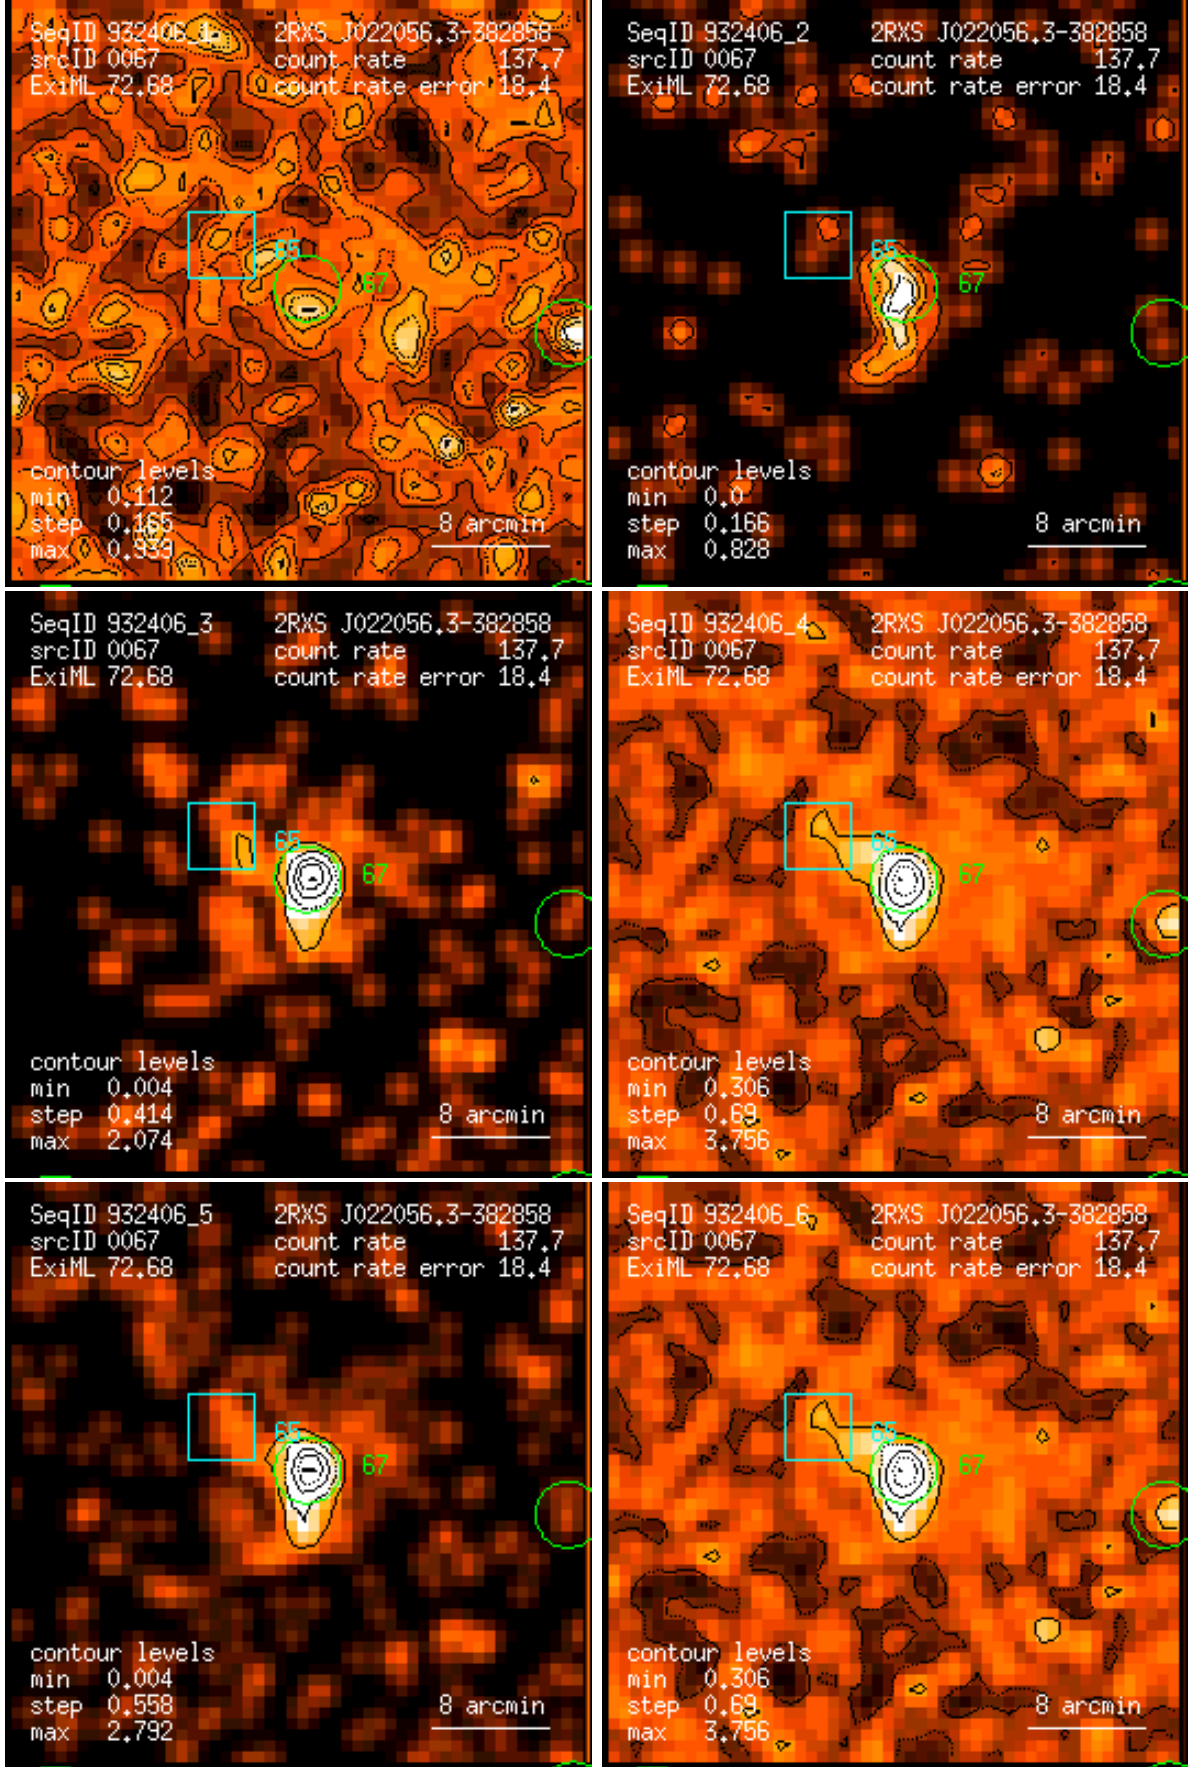 SeqID 932406_1 2RXS J022056.3-382858
srcID 0067 count rate 137.7
ExiML 72.68 count rate error 18.4
65
67
contour levels
min 0.112
step 0.165
max 0.939
8 arcmin
SeqID 932406_2 2RXS J022056.3-382858
srcID 0067 count rate 137.7
ExiML 72.68 count rate error 18.4
65
67
contour levels
min 0.0
step 0.166
max 0.828
8 arcmin
SeqID 932406_3 2RXS J022056.3-382858
srcID 0067 count rate 137.7
ExiML 72.68 count rate error 18.4
65
67
contour levels
min 0.004
step 0.414
max 2.074
8 arcmin
SeqID 932406_4 2RXS J022056.3-382858
srcID 0067 count rate 137.7
ExiML 72.68 count rate error 18.4
65
67
contour levels
min 0.306
step 0.69
max 3.756
8 arcmin
SeqID 932406_5 2RXS J022056.3-382858
srcID 0067 count rate 137.7
ExiML 72.68 count rate error 18.4
65
67
contour levels
min 0.004
step 0.558
max 2.792
8 arcmin
SeqID 932406_6 2RXS J022056.3-382858
srcID 0067 count rate 137.7
ExiML 72.68 count rate error 18.4
65
67
contour levels
min 0.306
step 0.69
max 3.756
8 arcmin